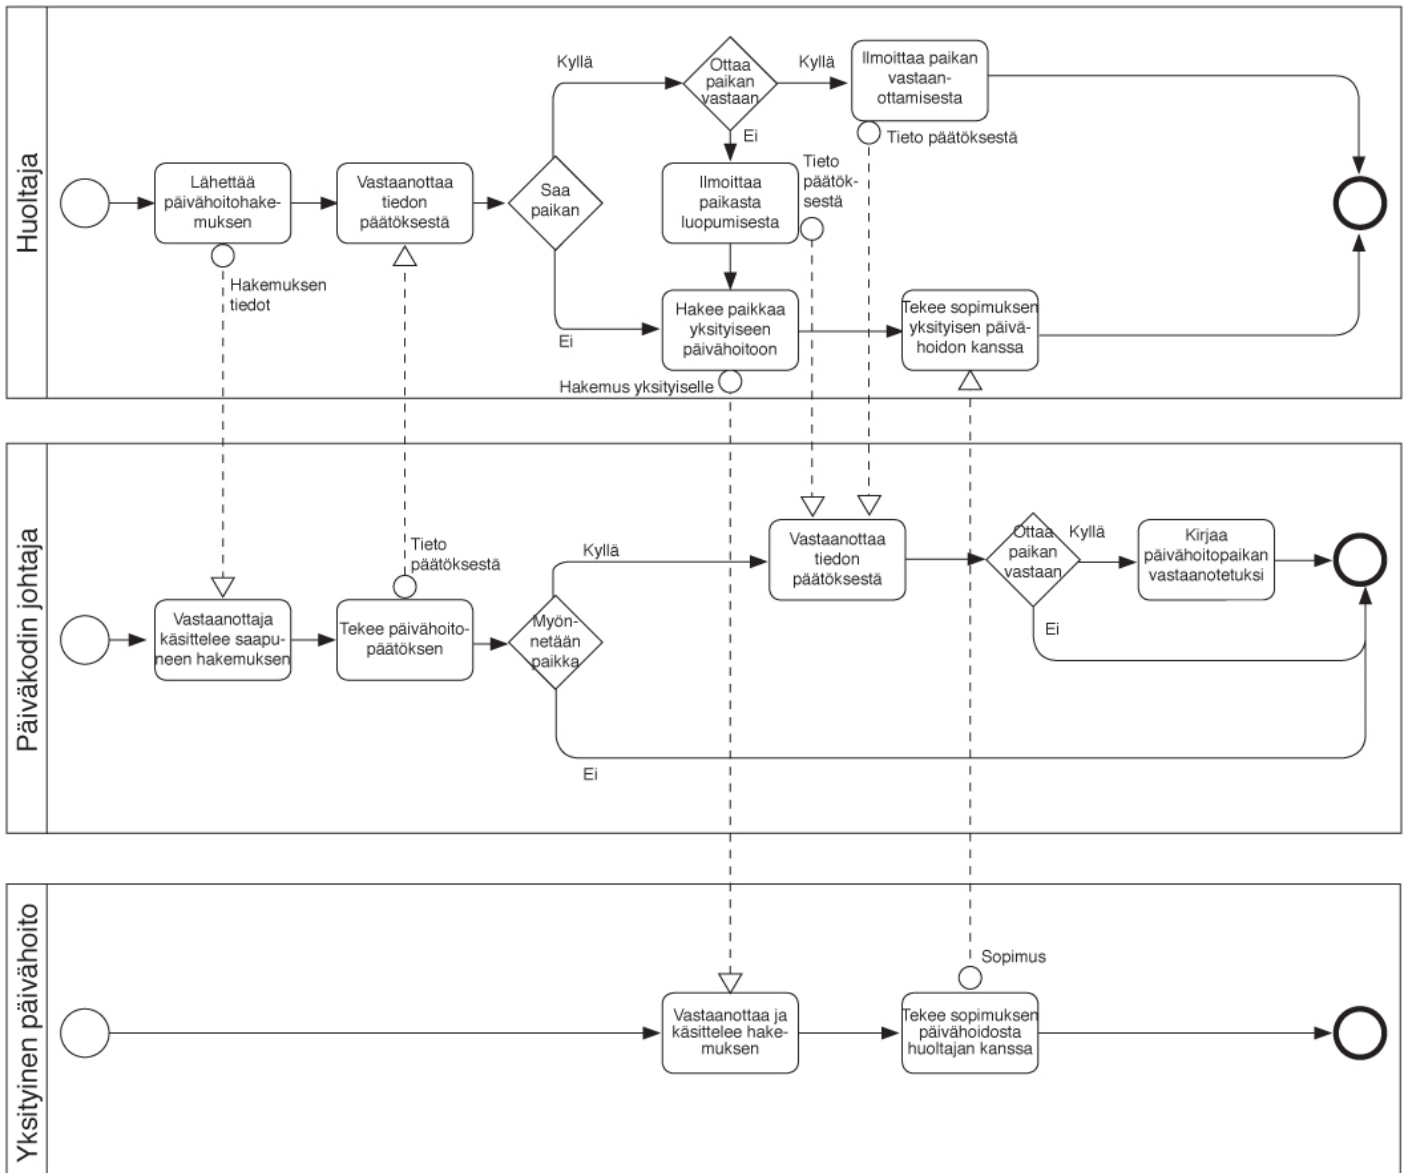 Huoltaja
Lähettää
päivähoitohake-
muksen
Hakemuksen
tiedot
Vastaanottaa
tiedon
päätöksestä
Saa
paikan
Kyllä
Ei
Ottaa
paikan
vastaan
Kyllä
Ei
Ilmoittaa paikan
vastaan-
ottamisesta
Tieto päätöksestä
Ilmoittaa
paikasta
luopumisesta
Tieto
päätök-
sestä
Hakee paikkaa
yksityiseen
päivähoitoon
Hakemus yksityiselle
Tekee sopimuksen
yksityisen päivä-
hoidon kanssa
Päiväkodin johtaja
Vastaanottaja
käsittelee saapu-
neen hakemuksen
Tieto
päätöksestä
Tekee päivähoito-
päätöksen
Myön-
netään
paikka
Kyllä
Ei
Vastaanottaa
tiedon
päätöksestä
Ottaa
paikan
vastaan
Kyllä
Ei
Kirjaa
päivähoitopaikan
vastaanotetuksi
Yksityinen päivähoito
Vastaanottaa ja
käsittelee hake-
muksen
Sopimus
Tekee sopimuksen
päivähoidosta
huoltajan kanssa